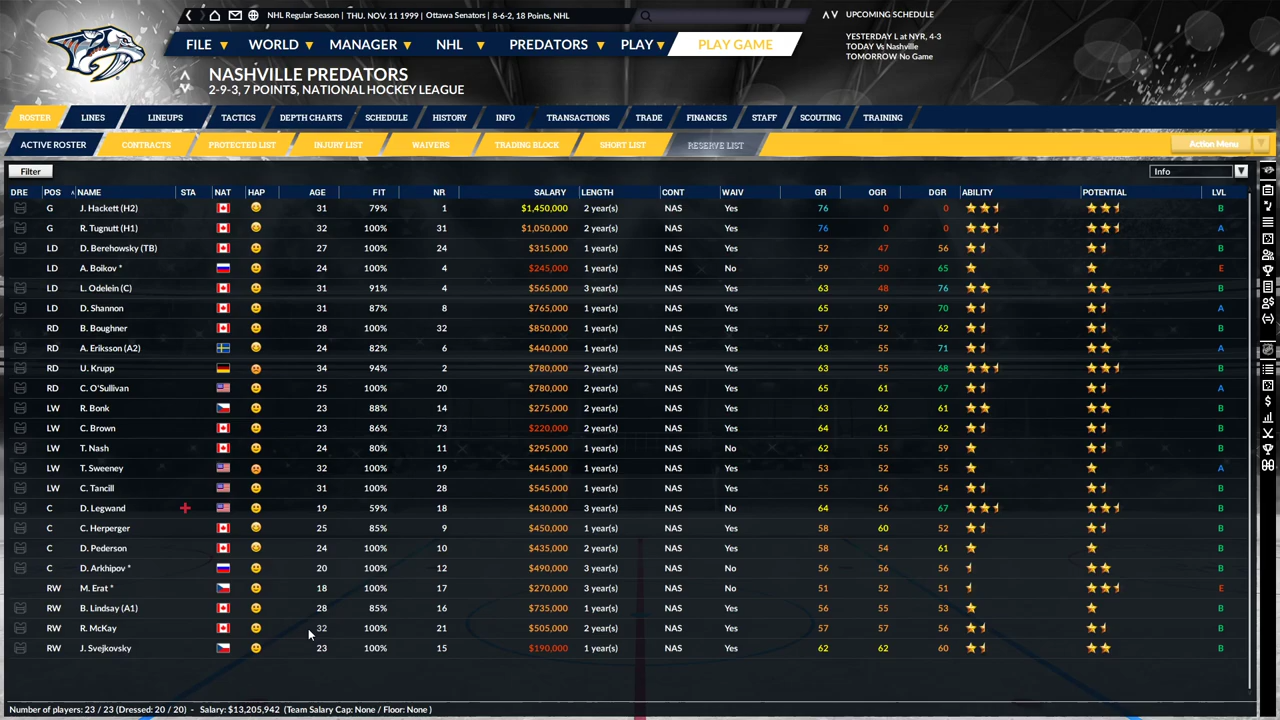 NHL Regular Season | THU. NOV. 11 1999 | Ottawa Senators | 8-6-2, 18 Points, NHL
UPCOMING SCHEDULE
YESTERDAY L at NYR, 4-3
TODAY Vs Nashville
TOMORROW No Game
FILE WORLD MANAGER NHL PREDATORS PLAY PLAY GAME
NASHVILLE PREDATORS
2-9-3, 7 POINTS, NATIONAL HOCKEY LEAGUE
ROSTER LINES LINEUPS TACTICS DEPTH CHARTS SCHEDULE HISTORY INFO TRANSACTIONS TRADE FINANCES STAFF SCOUTING TRAINING
ACTIVE ROSTER CONTRACTS PROTECTED LIST INJURY LIST WAIVERS TRADING BLOCK SHORT LIST RESERVE LIST Action Menu
Filter Info
DRE POS NAME STA NAT HAP AGE FIT NR SALARY LENGTH CONT WAIV GR OGR DGR ABILITY POTENTIAL LVL
G J. Hackett (H2) 31 79% 1 $1,450,000 2 year(s) NAS Yes 76 0 0 B
G R. Tugnutt (H1) 32 100% 31 $1,050,000 2 year(s) NAS Yes 76 0 0 A
LD D. Berehowsky (TB) 27 100% 24 $315,000 1 year(s) NAS Yes 52 47 56 B
LD A. Boikov * 24 100% 4 $245,000 1 year(s) NAS No 59 50 65 E
LD L. Odelein (C) 31 91% 4 $565,000 3 year(s) NAS Yes 63 48 76 B
LD D. Shannon 31 87% 8 $765,000 1 year(s) NAS Yes 65 59 70 A
RD B. Boughner 28 100% 32 $850,000 2 year(s) NAS Yes 57 52 62 B
RD A. Eriksson (A2) 24 82% 6 $440,000 1 year(s) NAS Yes 63 55 71 A
RD U. Krupp 34 94% 2 $780,000 2 year(s) NAS Yes 63 55 68 B
RD C. O'Sullivan 25 100% 20 $780,000 2 year(s) NAS Yes 65 61 67 A
LW R. Bonk 23 88% 14 $275,000 2 year(s) NAS Yes 63 62 61 B
LW C. Brown 23 86% 73 $220,000 2 year(s) NAS Yes 64 61 62 B
LW T. Nash 24 80% 11 $295,000 1 year(s) NAS No 60 55 59 B
LW T. Sweeney 32 100% 19 $445,000 1 year(s) NAS Yes 53 52 55 A
LW C. Tancill 31 100% 28 $545,000 1 year(s) NAS Yes 55 56 54 B
C D. Legwand 19 59% 18 $430,000 3 year(s) NAS No 64 56 67 B
C C. Herperger 25 85% 9 $450,000 1 year(s) NAS Yes 58 60 52 B
C D. Pederson 24 100% 10 $435,000 2 year(s) NAS Yes 58 54 61 B
C D. Arkhipov * 20 100% 12 $490,000 3 year(s) NAS No 56 56 56 B
RW M. Erat * 18 100% 17 $270,000 3 year(s) NAS No 51 52 53 E
RW B. Lindsay (A1) 28 85% 16 $735,000 1 year(s) NAS Yes 56 55 53 B
RW R. McKay 32 100% 21 $505,000 2 year(s) NAS Yes 57 57 56 B
RW J. Svejkovsky 23 100% 15 $190,000 1 year(s) NAS Yes 62 62 60 B
Number of players: 23 / 23 (Dressed: 20 / 20) - Salary: $13,205,942 (Team Salary Cap: None / Floor: None )